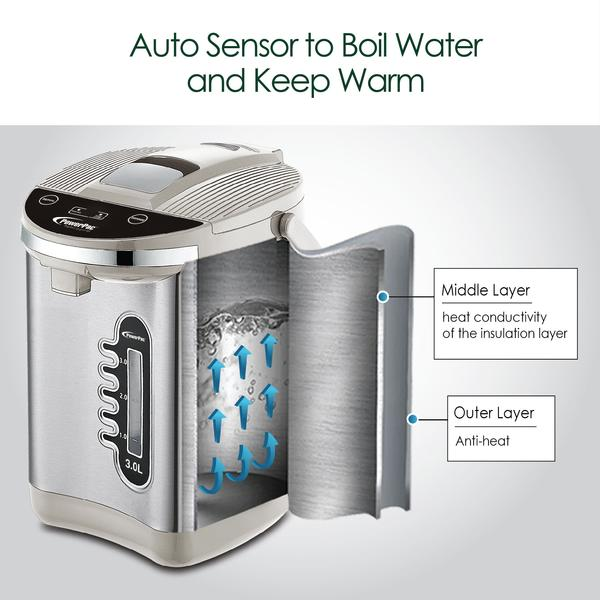 Auto Sensor to Boil Water
and Keep Warm
PowerPac
PowerPac
3.0
2.0
1.0
3.0L
Middle Layer
heat conductivity
of the insulation layer
Outer Layer
Anti-heat